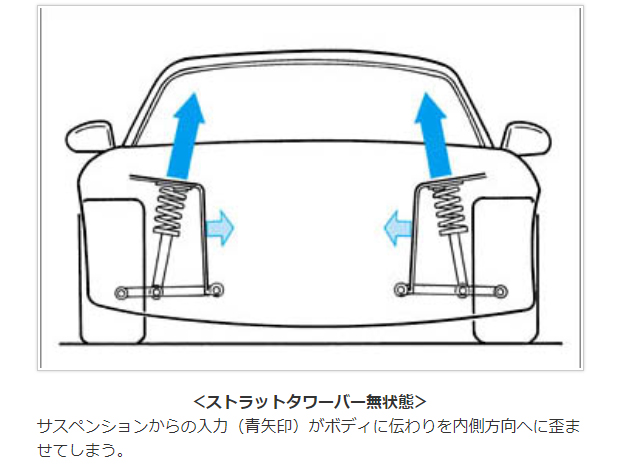 ＜ストラットタワーバー無状態＞
サスペンションからの入力（青矢印）がボディに伝わりを内側方向へに歪ま
せてしまう。